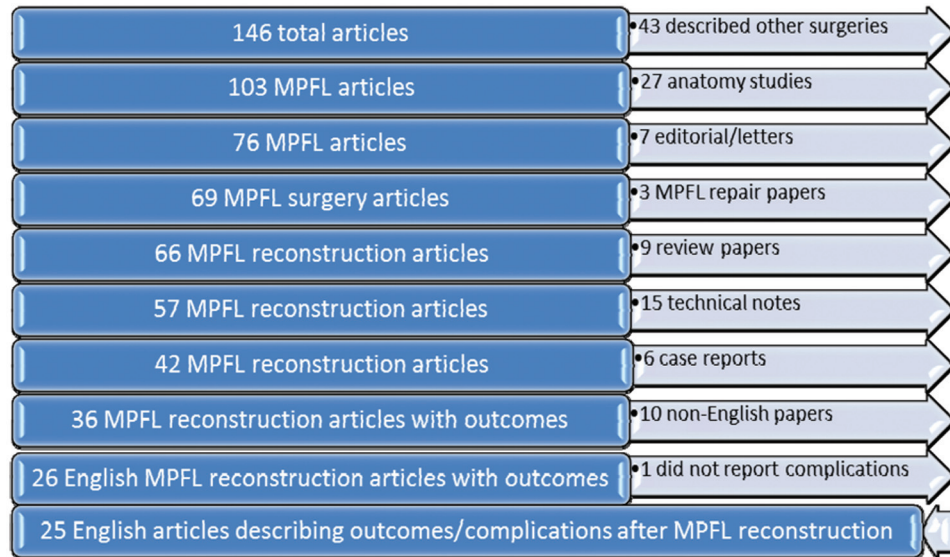 146 total articles
•43 described other surgeries
103 MPFL articles
•27 anatomy studies
76 MPFL articles
•7 editorial/letters
69 MPFL surgery articles
•3 MPFL repair papers
66 MPFL reconstruction articles
•9 review papers
57 MPFL reconstruction articles
•15 technical notes
42 MPFL reconstruction articles
•6 case reports
36 MPFL reconstruction articles with outcomes
•10 non-English papers
26 English MPFL reconstruction articles with outcomes
•1 did not report complications
25 English articles describing outcomes/complications after MPFL reconstruction